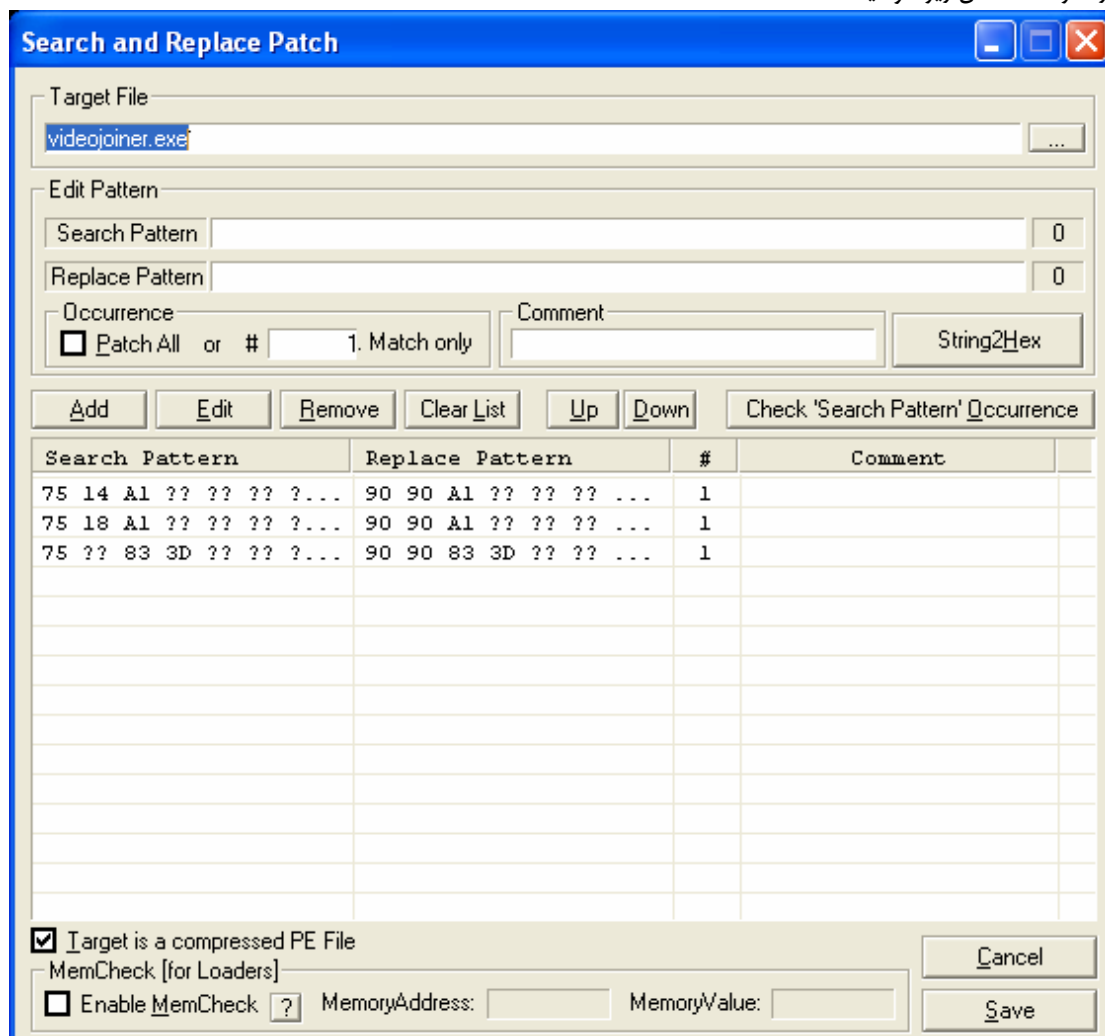 Search and Replace Patch
Target File
videojoiner.exe
...
Edit Pattern
Search Pattern 0
Replace Pattern 0
Occurrence Comment
Patch All or # 1. Match only String2Hex
Add Edit Remove Clear List Up Down Check 'Search Pattern' Occurrence
Search Pattern Replace Pattern # Comment
75 14 A1 ?? ?? ?? ?... 90 90 A1 ?? ?? ?? ... 1
75 18 A1 ?? ?? ?? ?... 90 90 A1 ?? ?? ?? ... 1
75 ?? 83 3D ?? ?? ?... 90 90 83 3D ?? ?? ... 1
Target is a compressed PE File
Cancel
MemCheck [for Loaders]
Enable MemCheck ? MemoryAddress: MemoryValue:
Save